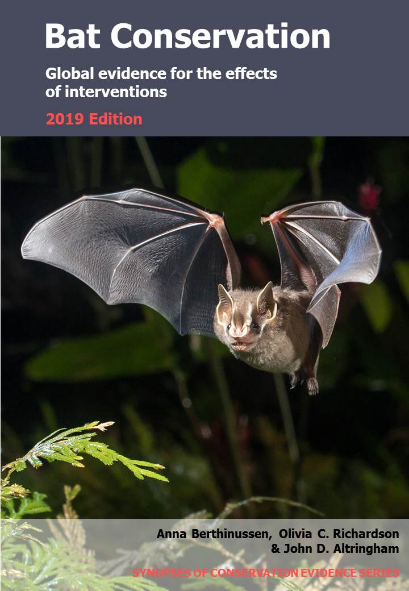 Bat Conservation
Global evidence for the effects
of interventions
2019 Edition
Anna Berthinussen, Olivia C. Richardson
& John D. Altringham
SYNOPSES OF CONSERVATION EVIDENCE SERIES